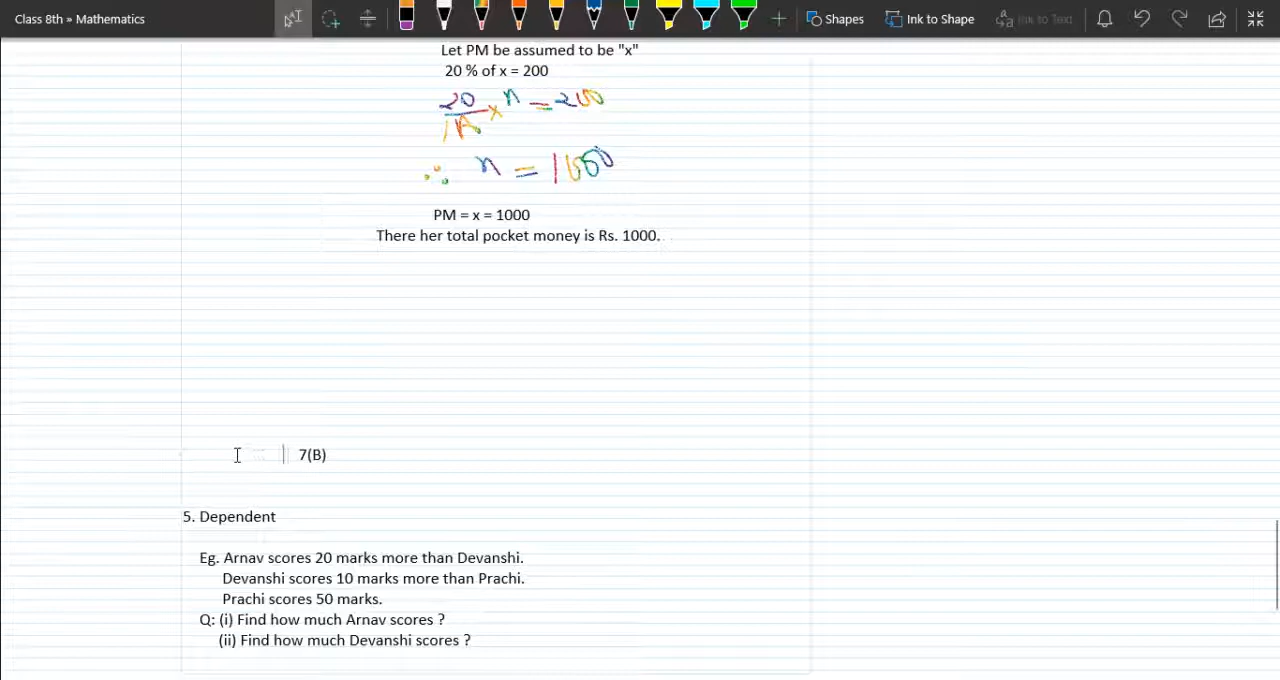 Class 8th » Mathematics
Shapes
Ink to Shape
Ink to Text
Let PM be assumed to be "x"
20 % of x = 200
20
× n = 200
∴ n = 1000
PM = x = 1000
There her total pocket money is Rs. 1000.
7(B)
5. Dependent
Eg. Arnav scores 20 marks more than Devanshi.
Devanshi scores 10 marks more than Prachi.
Prachi scores 50 marks.
Q: (i) Find how much Arnav scores ?
(ii) Find how much Devanshi scores ?